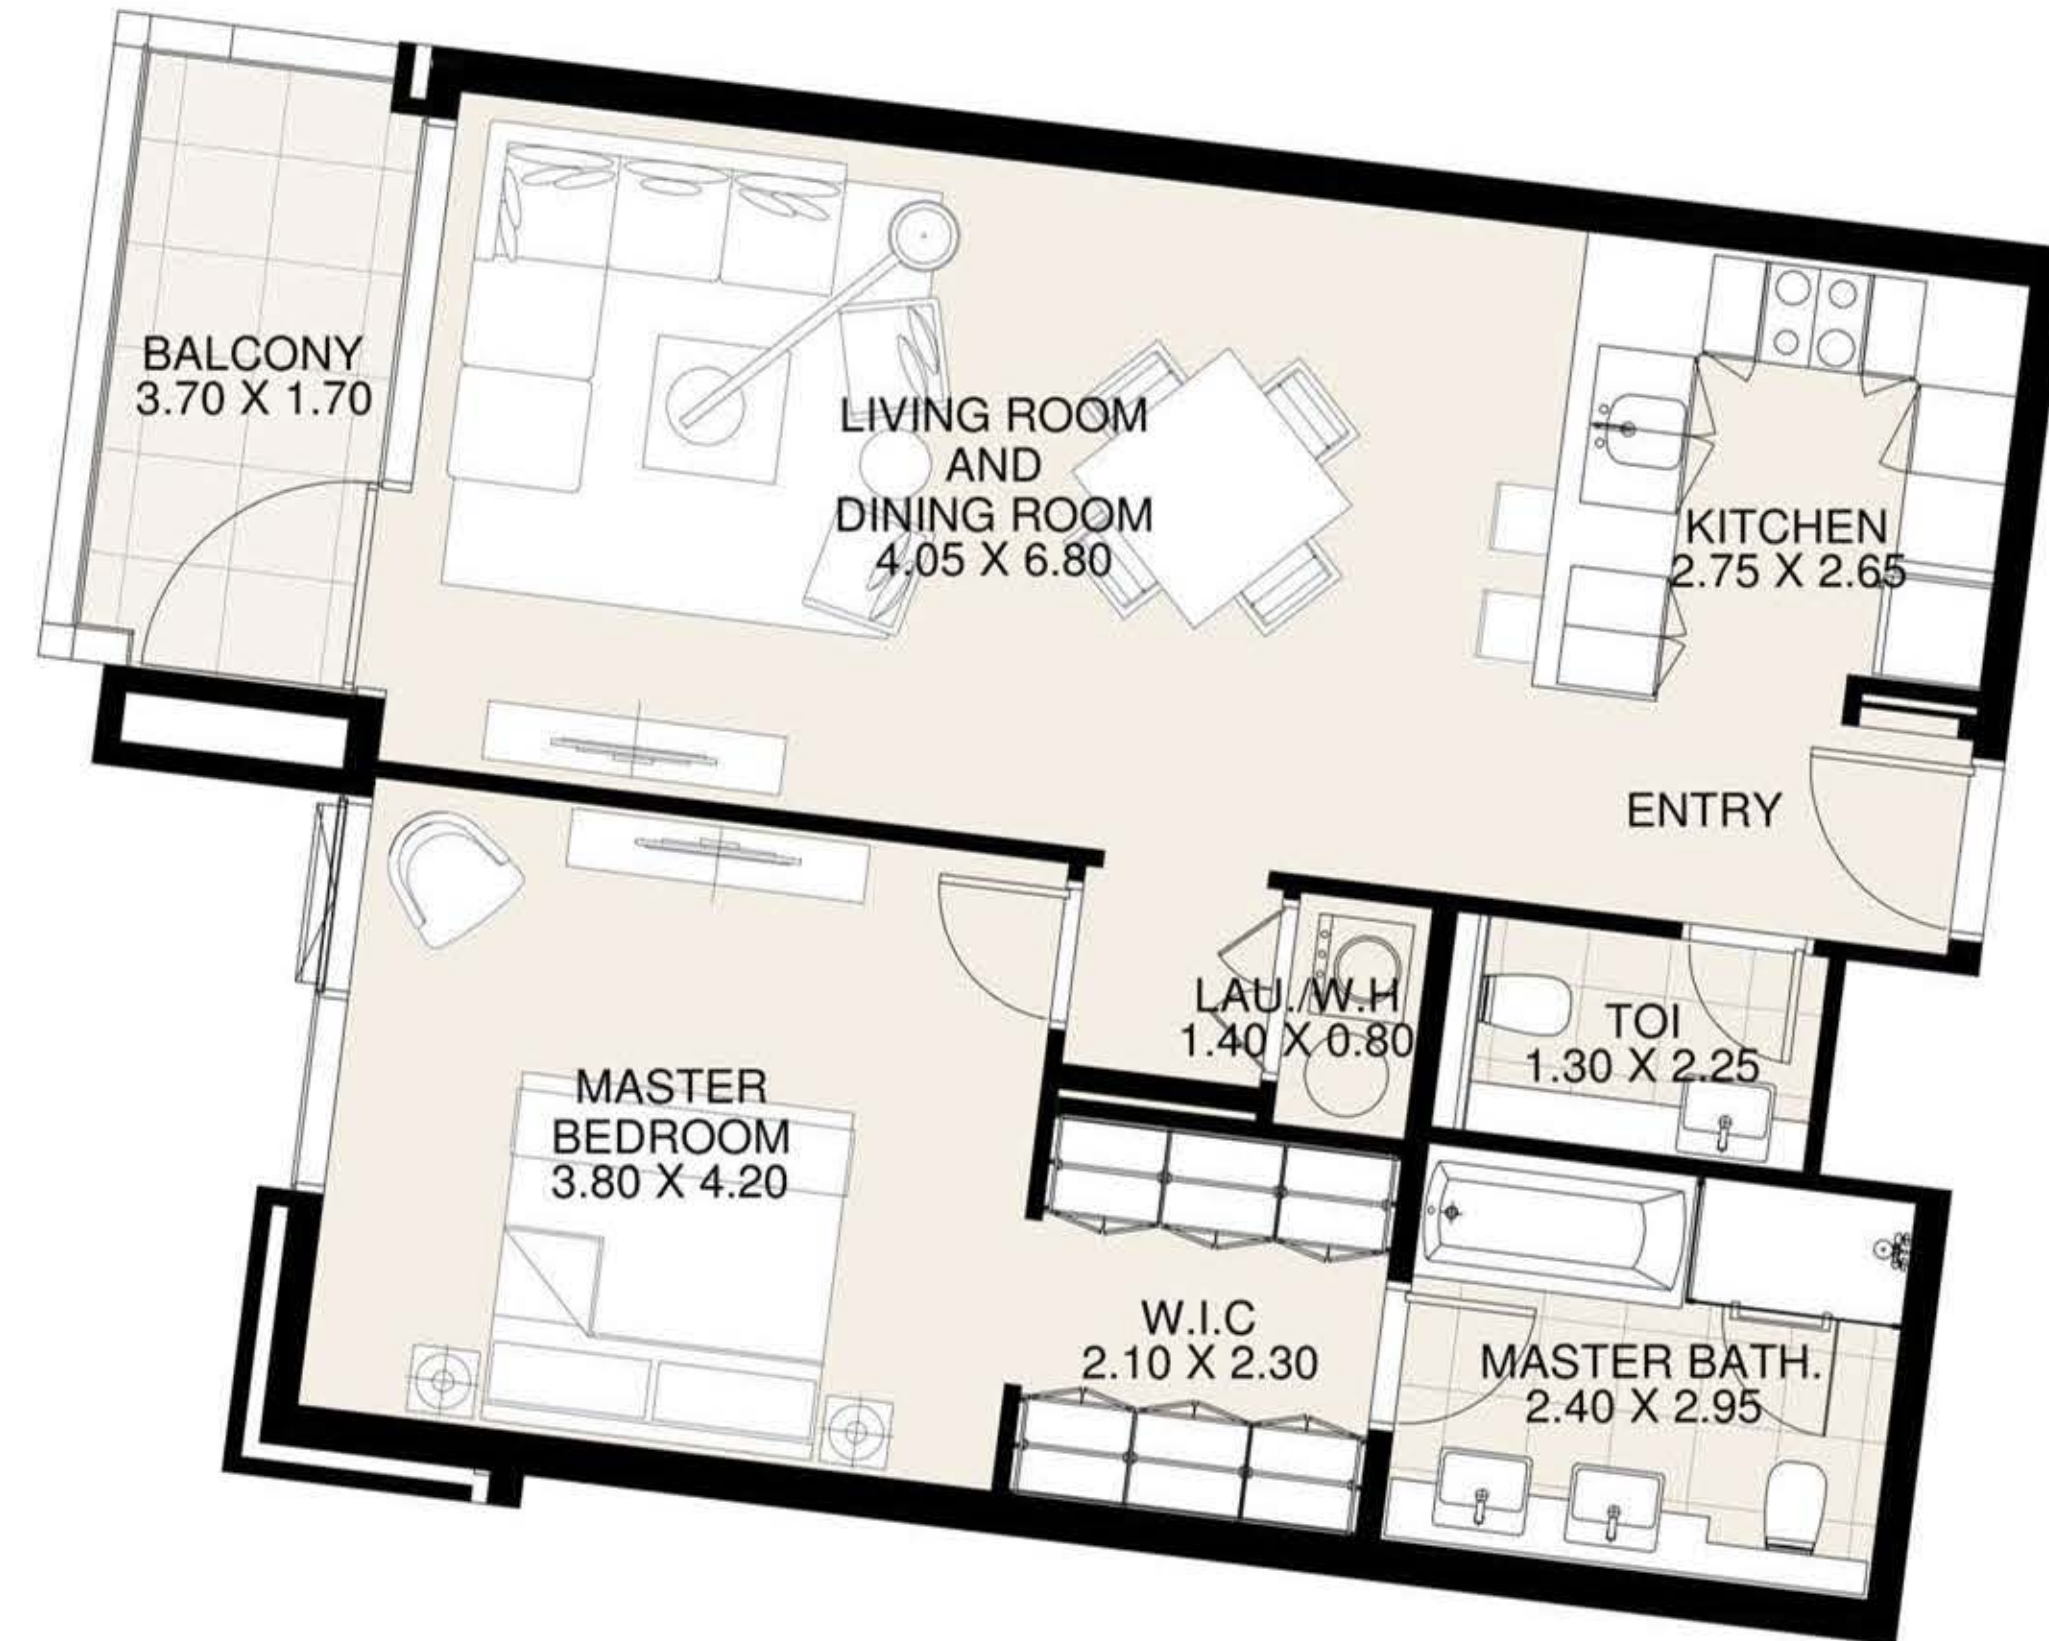 BALCONY
3.70 X 1.70
LIVING ROOM
AND
DINING ROOM
4.05 X 6.80
KITCHEN
2.75 X 2.65
ENTRY
LAU./W.H
1.40 X 0.80
TOI
1.30 X 2.25
MASTER
BEDROOM
3.80 X 4.20
W.I.C
2.10 X 2.30
MASTER BATH.
2.40 X 2.95